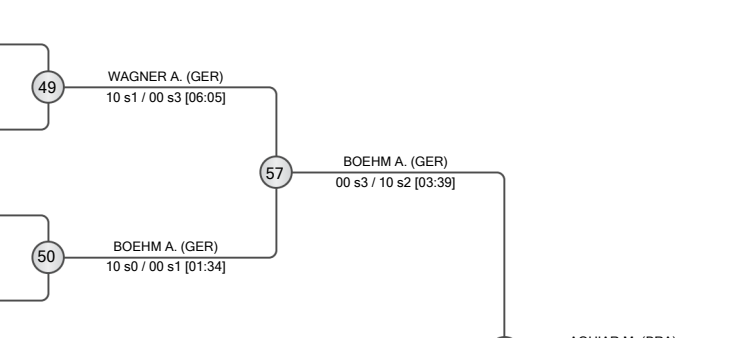 WAGNER A. (GER)
49
10 s1 / 00 s3 [06:05]
BOEHM A. (GER)
57
00 s3 / 10 s2 [03:39]
BOEHM A. (GER)
50
10 s0 / 00 s1 [01:34]